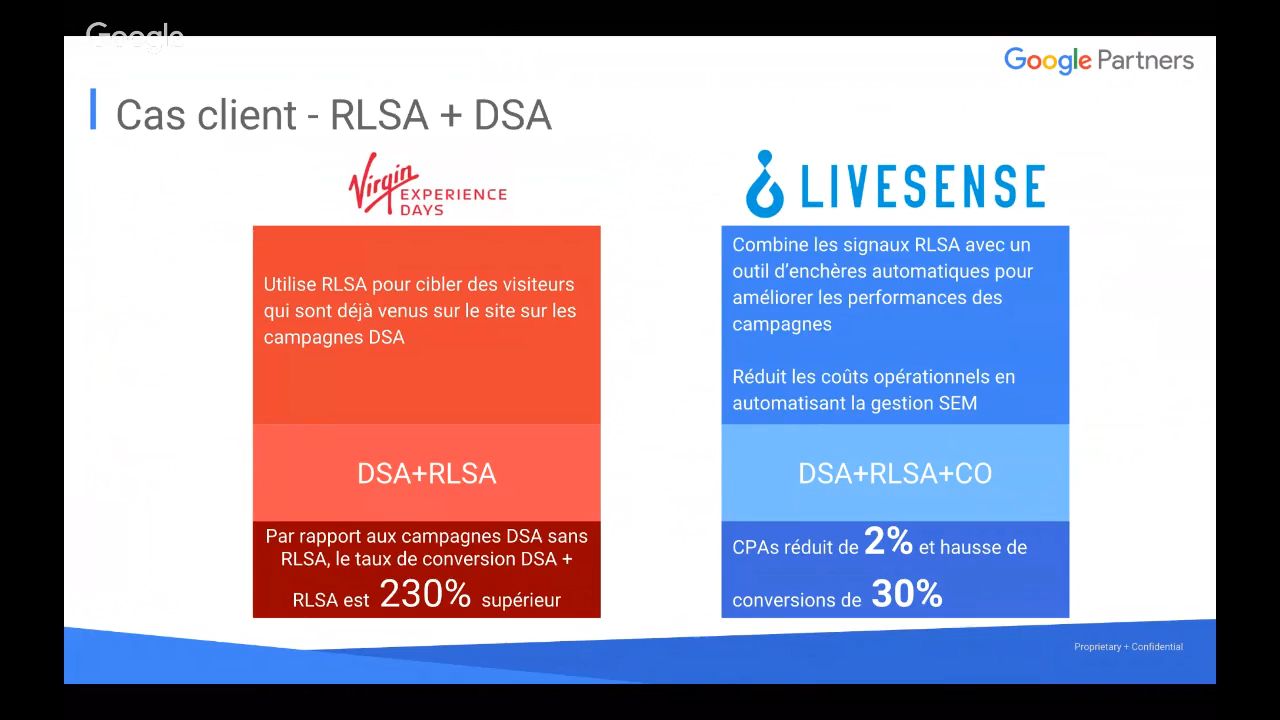 Google
Google Partners
Cas client - RLSA + DSA
Virgin
EXPERIENCE
DAYS
Utilise RLSA pour cibler des visiteurs
qui sont déjà venus sur le site sur les
campagnes DSA
DSA+RLSA
Par rapport aux campagnes DSA sans
RLSA, le taux de conversion DSA +
RLSA est 230% supérieur
LIVESENSE
Combine les signaux RLSA avec un
outil d'enchères automatiques pour
améliorer les performances des
campagnes
Réduit les coûts opérationnels en
automatisant la gestion SEM
DSA+RLSA+CO
CPAs réduit de 2% et hausse de
conversions de 30%
Proprietary + Confidential